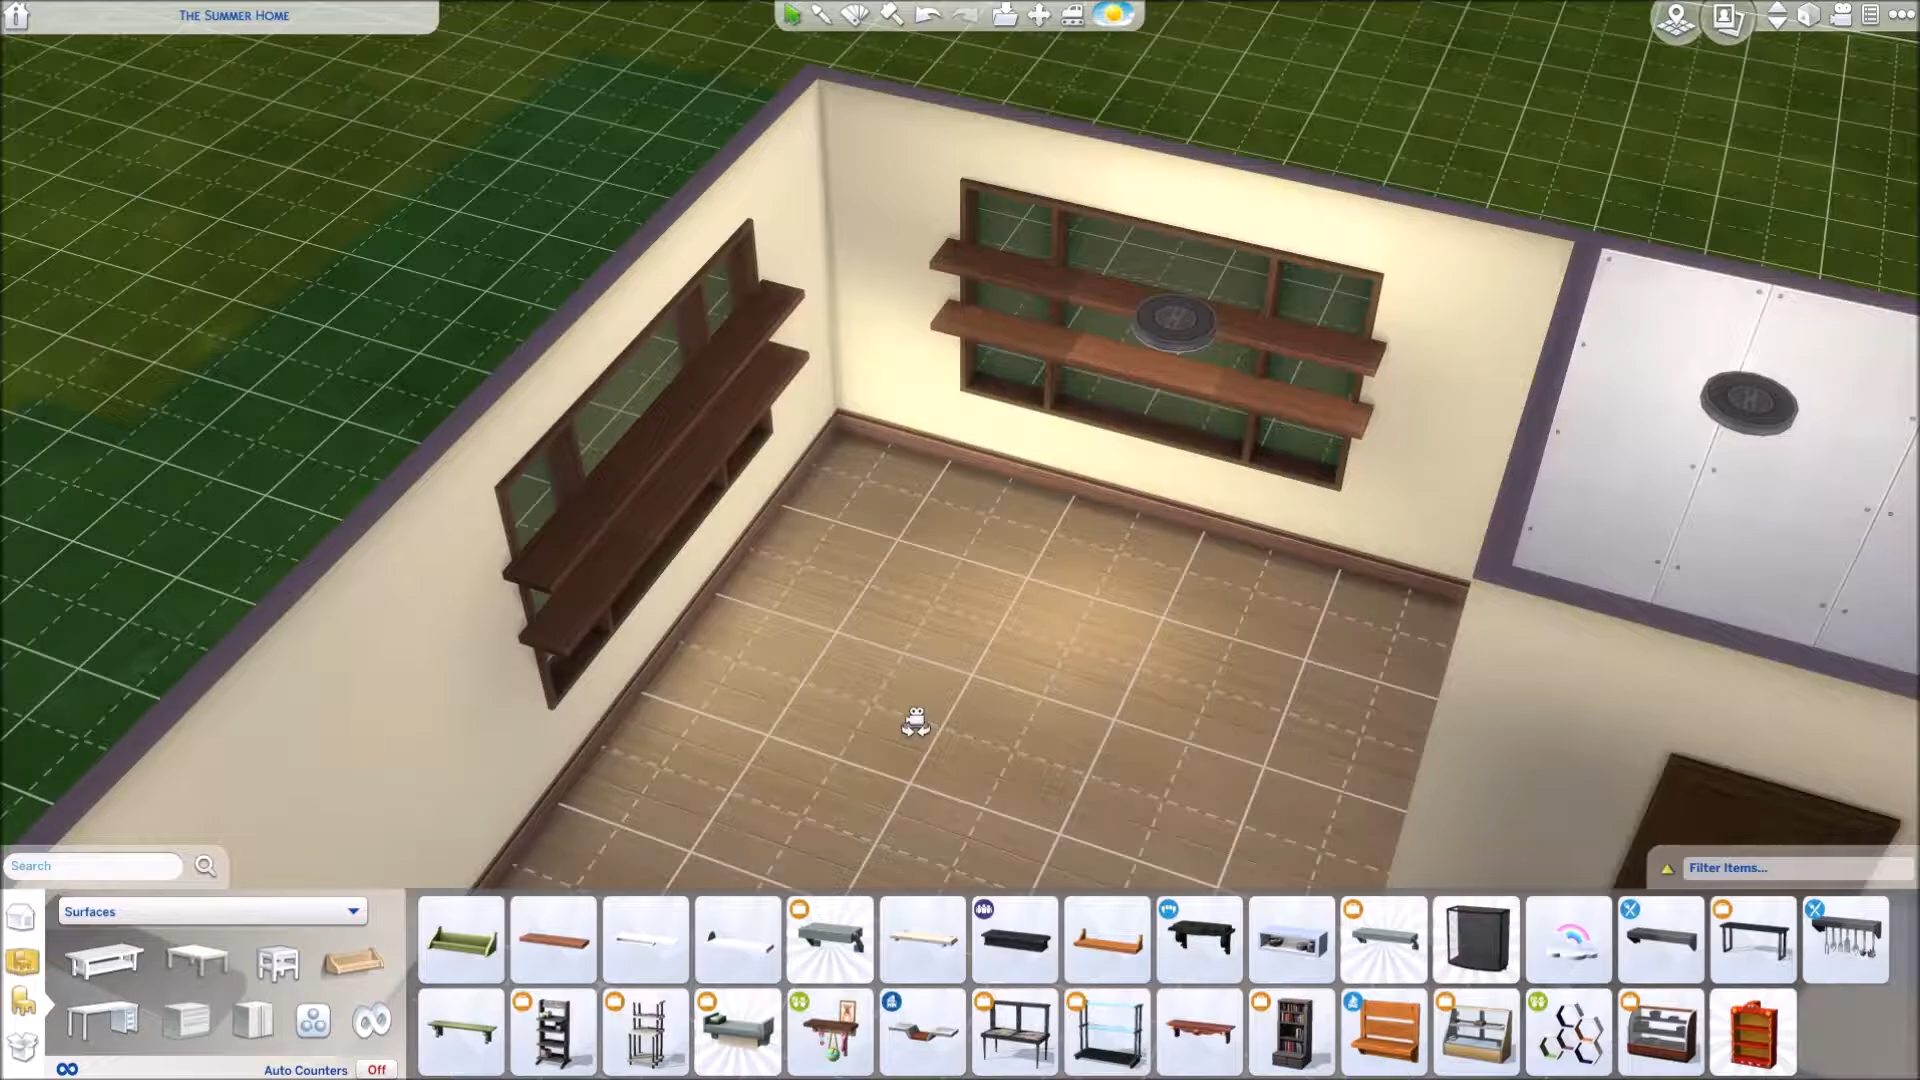 THE SUMMER HOME
Search
Filter Items...
Surfaces
Auto Counters
Off